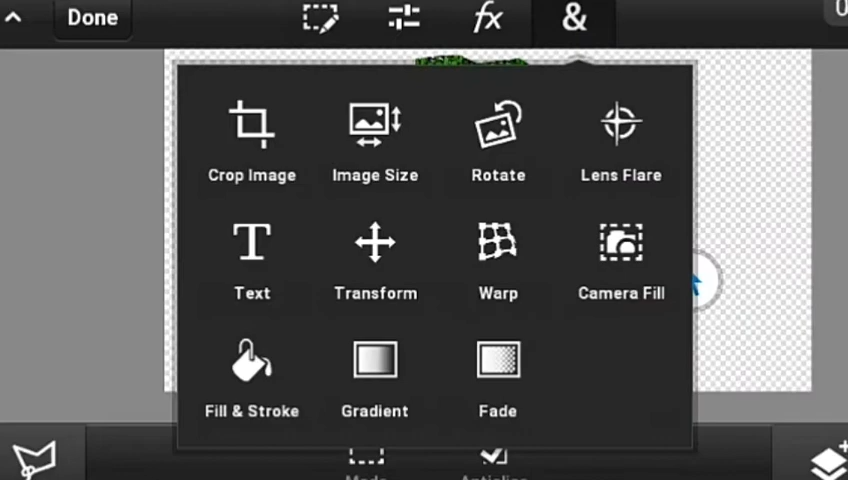 Done
fx
&
Crop Image
Image Size
Rotate
Lens Flare
T
Text
Transform
Warp
Camera Fill
Fill & Stroke
Gradient
Fade